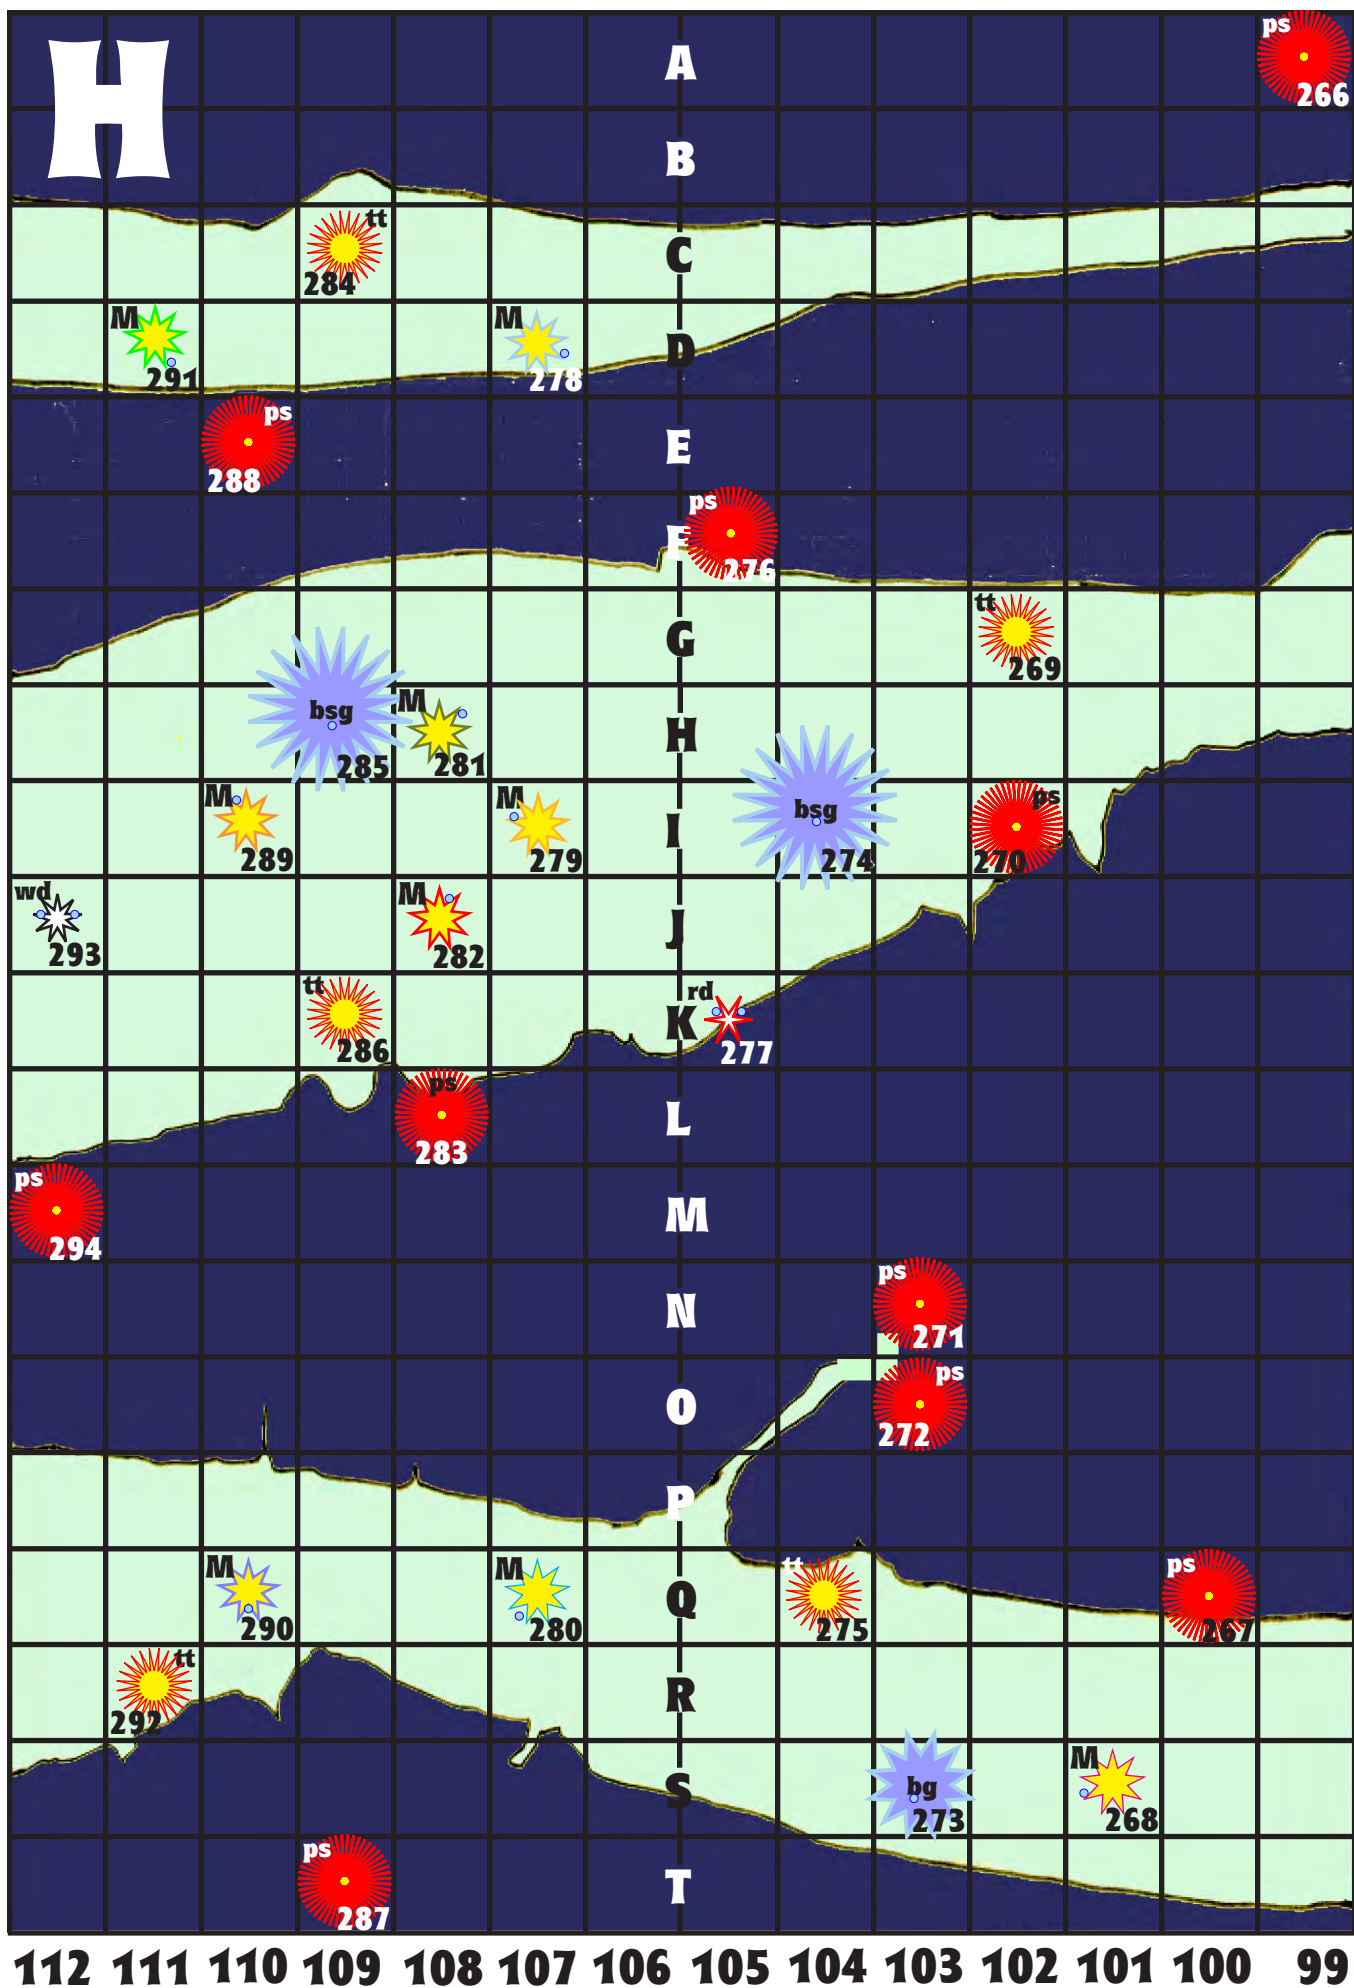 H
A
ps
266
B
C
tt
284
M
291
M
278
D
ps
288
E
ps
F
276
G
tt
269
bsg
285
M
281
H
bsg
274
M
289
M
279
I
ps
270
wd
293
M
282
J
tt
286
K
rd
277
ps
283
L
ps
294
M
N
ps
271
O
ps
272
P
M
290
M
280
Q
tt
275
ps
267
tt
292
R
S
bg
273
M
268
ps
287
T
112 111 110 109 108 107 106 105 104 103 102 101 100 99